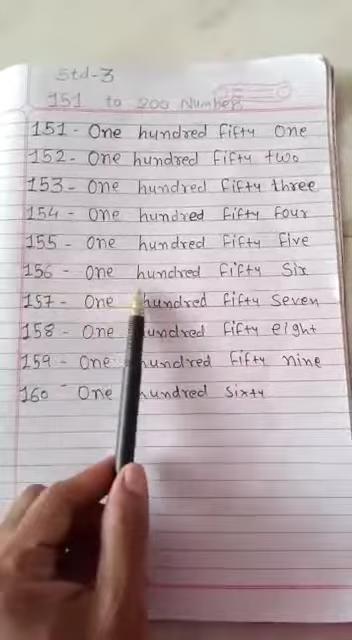 Std-3
151 to 200 Number
151- One hundred fifty One
152- One hundred fifty two
153- One hundred fifty three
154- One hundred fifty four
155- One hundred fifty five
156- One hundred fifty six
157- One hundred fifty seven
158- One hundred fifty eight
159- One hundred fifty nine
160 - One hundred sixty